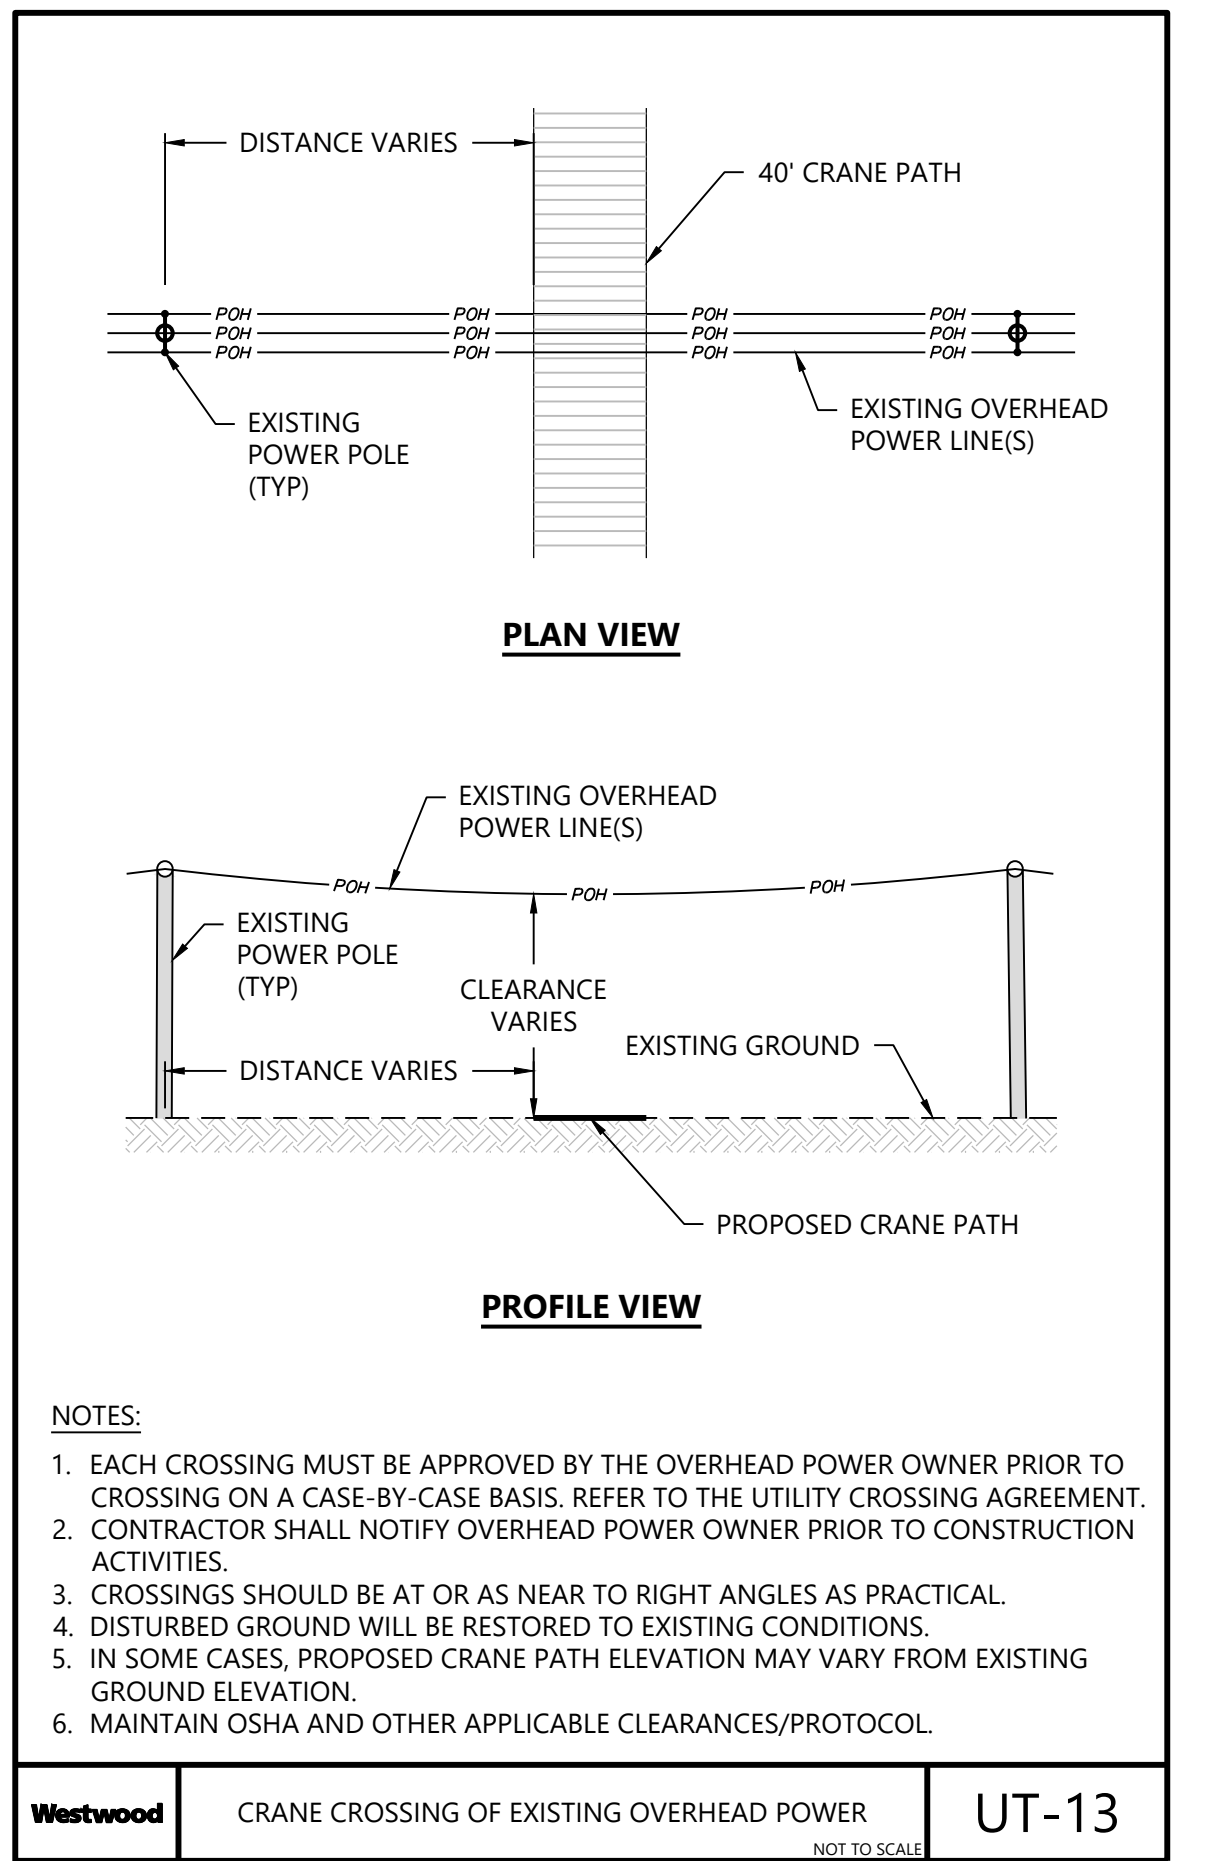 DISTANCE VARIES
40' CRANE PATH
POH POH POH POH
POH POH POH POH
POH POH POH POH
EXISTING
POWER POLE
(TYP)
EXISTING OVERHEAD
POWER LINE(S)
PLAN VIEW
EXISTING OVERHEAD
POWER LINE(S)
POH POH POH
EXISTING
POWER POLE
(TYP)
CLEARANCE
VARIES
EXISTING GROUND
DISTANCE VARIES
PROPOSED CRANE PATH
PROFILE VIEW
NOTES:
1. EACH CROSSING MUST BE APPROVED BY THE OVERHEAD POWER OWNER PRIOR TO
CROSSING ON A CASE-BY-CASE BASIS. REFER TO THE UTILITY CROSSING AGREEMENT.
2. CONTRACTOR SHALL NOTIFY OVERHEAD POWER OWNER PRIOR TO CONSTRUCTION
ACTIVITIES.
3. CROSSINGS SHOULD BE AT OR AS NEAR TO RIGHT ANGLES AS PRACTICAL.
4. DISTURBED GROUND WILL BE RESTORED TO EXISTING CONDITIONS.
5. IN SOME CASES, PROPOSED CRANE PATH ELEVATION MAY VARY FROM EXISTING
GROUND ELEVATION.
6. MAINTAIN OSHA AND OTHER APPLICABLE CLEARANCES/PROTOCOL.
Westwood
CRANE CROSSING OF EXISTING OVERHEAD POWER
NOT TO SCALE
UT-13